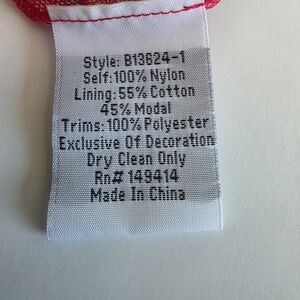 Style: B13624-1
Self: 100% Nylon
Lining: 55% Cotton
45% Modal
Trims: 100% Polyester
Exclusive Of Decoration
Dry Clean Only
Rn# 149414
Made In China